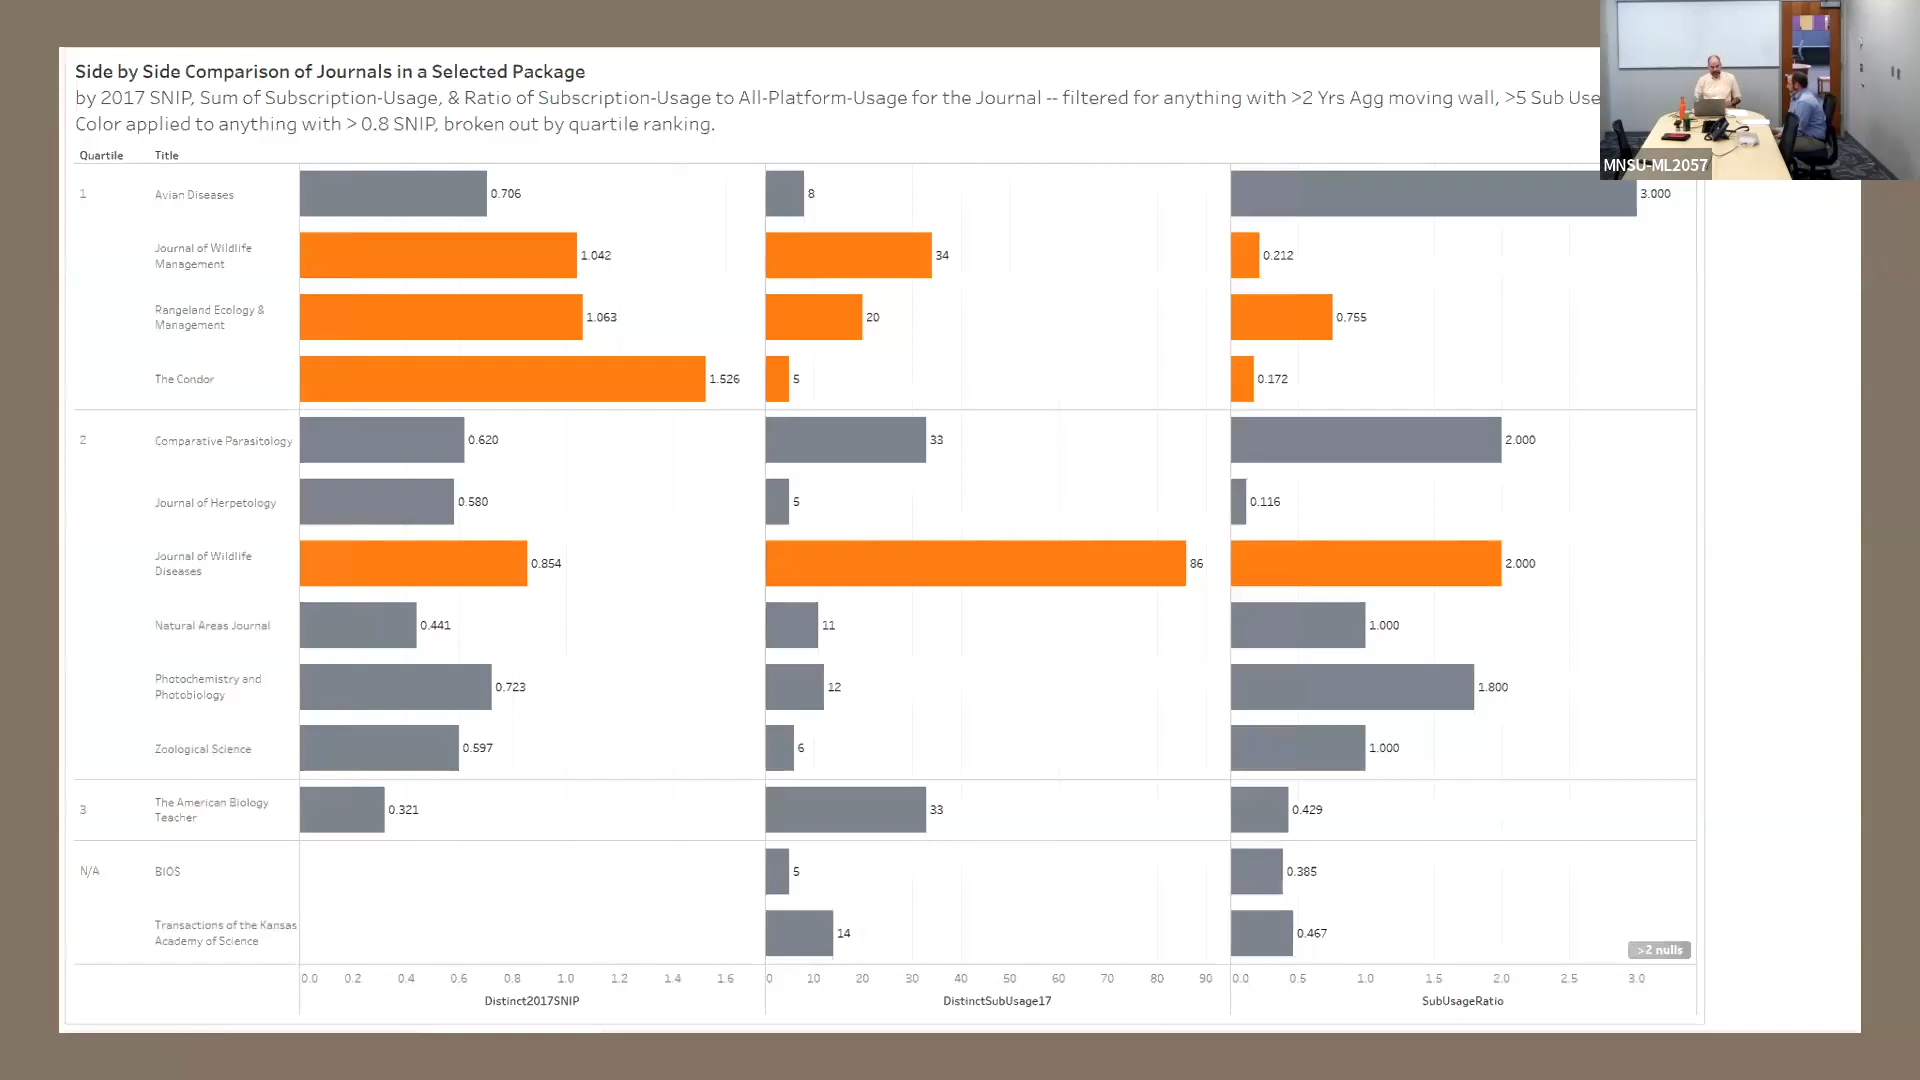 Side by Side Comparison of Journals in a Selected Package
by 2017 SNIP, Sum of Subscription-Usage, & Ratio of Subscription-Usage to All-Platform-Usage for the Journal -- filtered for anything with >2 Yrs Agg moving wall, >5 Sub Use
Color applied to anything with > 0.8 SNIP, broken out by quartile ranking.
MNSU-ML2057
Quartile Title
1 Avian Diseases 0.706 8 3.000
Journal of Wildlife
Management 1.042 34 0.212
Rangeland Ecology &
Management 1.063 20 0.755
The Condor 1.526 5 0.172
2 Comparative Parasitology 0.620 33 2.000
Journal of Herpetology 0.580 5 0.116
Journal of Wildlife
Diseases 0.854 86 2.000
Natural Areas Journal 0.441 11 1.000
Photochemistry and
Photobiology 0.723 12 1.800
Zoological Science 0.597 6 1.000
3 The American Biology
Teacher 0.321 33 0.429
N/A BIOS 5 0.385
Transactions of the Kansas
Academy of Science 14 0.467
>2 nulls
0.0 0.2 0.4 0.6 0.8 1.0 1.2 1.4 1.6 0 10 20 30 40 50 60 70 80 90 0.0 0.5 1.0 1.5 2.0 2.5 3.0
Distinct2017SNIP DistinctSubUsage17 SubUsageRatio